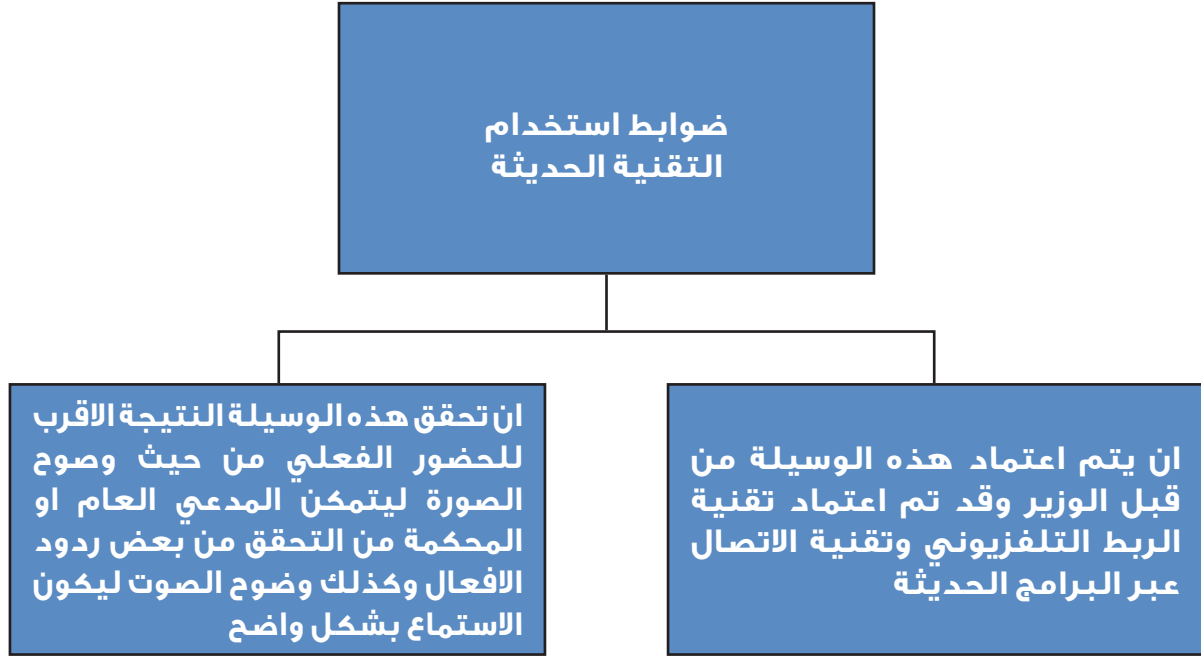 ضوابط استخدام
التقنية الحديثة
ان يتم اعتماد هذه الوسيلة من
قبل الوزير وقد تم اعتماد تقنية
الربط التلفزيوني وتقنية الاتصال
عبر البرامج الحديثة
ان تحقق هذه الوسيلة النتيجة الاقرب
للحضور الفعلي من حيث وصوح
الصورة ليتمكن المدعي العام او
المحكمة من التحقق من بعض ردود
الافعال وكذلك وضوح الصوت ليكون
الاستماع بشكل واضح